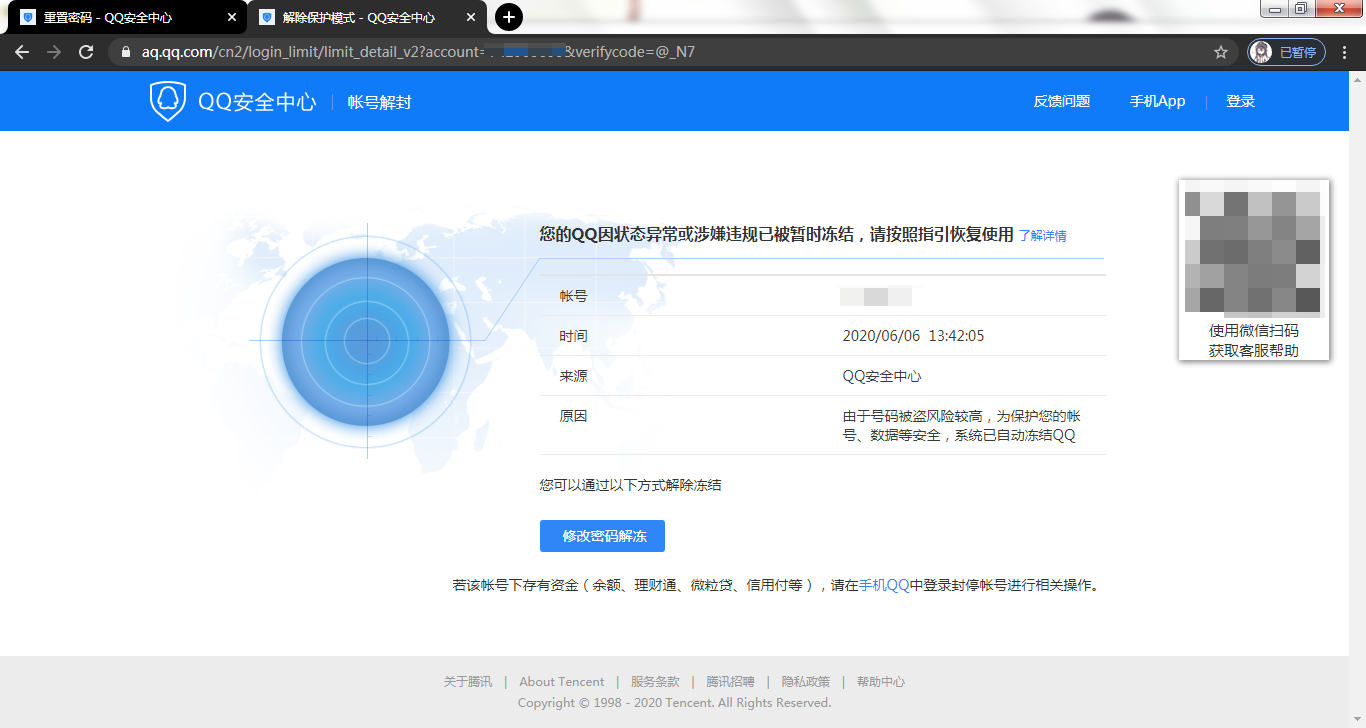 重置密码 - QQ安全中心
解除保护模式 - QQ安全中心
aq.qq.com/cn2/login_limit/limit_detail_v2?account=
&verifycode=@_N7
已暂停
QQ安全中心
帐号解封
反馈问题
手机App
登录
您的QQ因状态异常或涉嫌违规已被暂时冻结，请按照指引恢复使用 了解详情
帐号
时间 2020/06/06 13:42:05
来源 QQ安全中心
原因 由于号码被盗风险较高，为保护您的帐
号、数据等安全，系统已自动冻结QQ
您可以通过以下方式解除冻结
修改密码解冻
若该帐号下存有资金（余额、理财通、微粒贷、信用付等），请在手机QQ中登录封停帐号进行相关操作。
使用微信扫码
获取客服帮助
关于腾讯 | About Tencent | 服务条款 | 腾讯招聘 | 隐私政策 | 帮助中心
Copyright © 1998 - 2020 Tencent. All Rights Reserved.